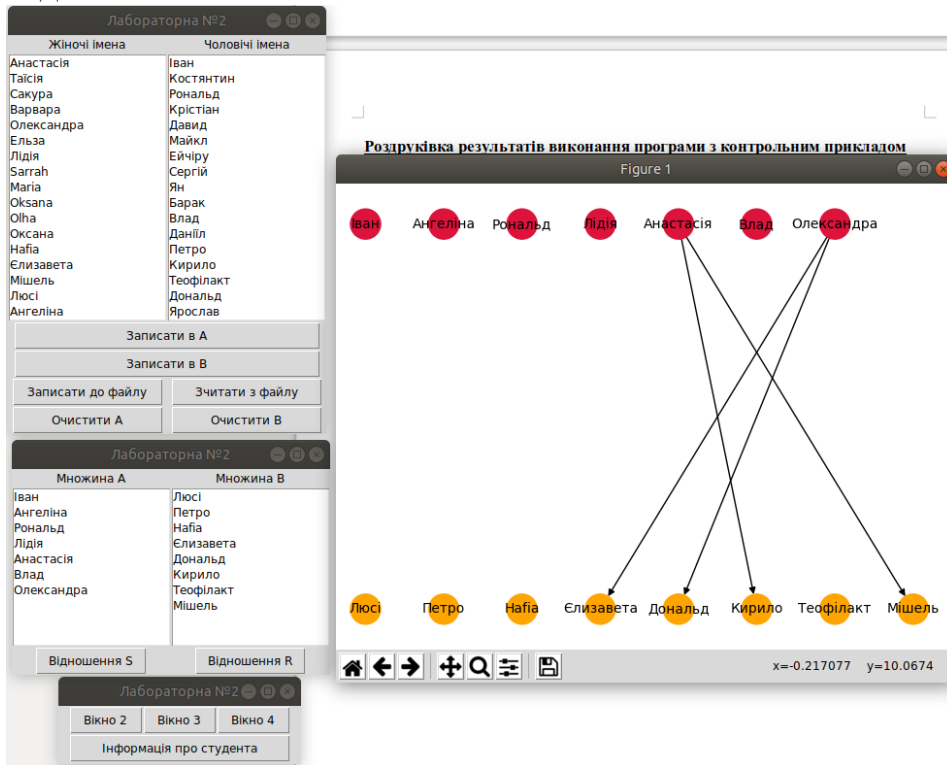 Лабораторна №2
Жіночі імена Чоловічі імена
Анастасія Іван
Таїсія Костянтин
Сакура Рональд
Варвара Крістіан
Олександра Давид
Ельза Майкл
Лідія Ейчіру
Sarrah Сергій
Maria Ян
Oksana Барак
Olha Влад
Оксана Даніїл
Hafia Петро
Єлизавета Кирило
Мішель Теофілакт
Люсі Дональд
Ангеліна Ярослав
Записати в А
Записати в В
Записати до файлу Зчитати з файлу
Очистити А Очистити В
Лабораторна №2
Множина А Множина В
Іван Люсі
Ангеліна Петро
Рональд Hafia
Лідія Єлизавета
Анастасія Дональд
Влад Кирило
Олександра Теофілакт
Мішель
Відношення S Відношення R
Лабораторна №2
Вікно 2 Вікно 3 Вікно 4
Інформація про студента
Роздруківка результатів виконання програми з контрольним прикладом
Figure 1
Іван Ангеліна Рональд Лідія Анастасія Влад Олександра
Люсі Петро Hafia Єлизавета Дональд Кирило Теофілакт Мішель
x=-0.217077 y=10.0674